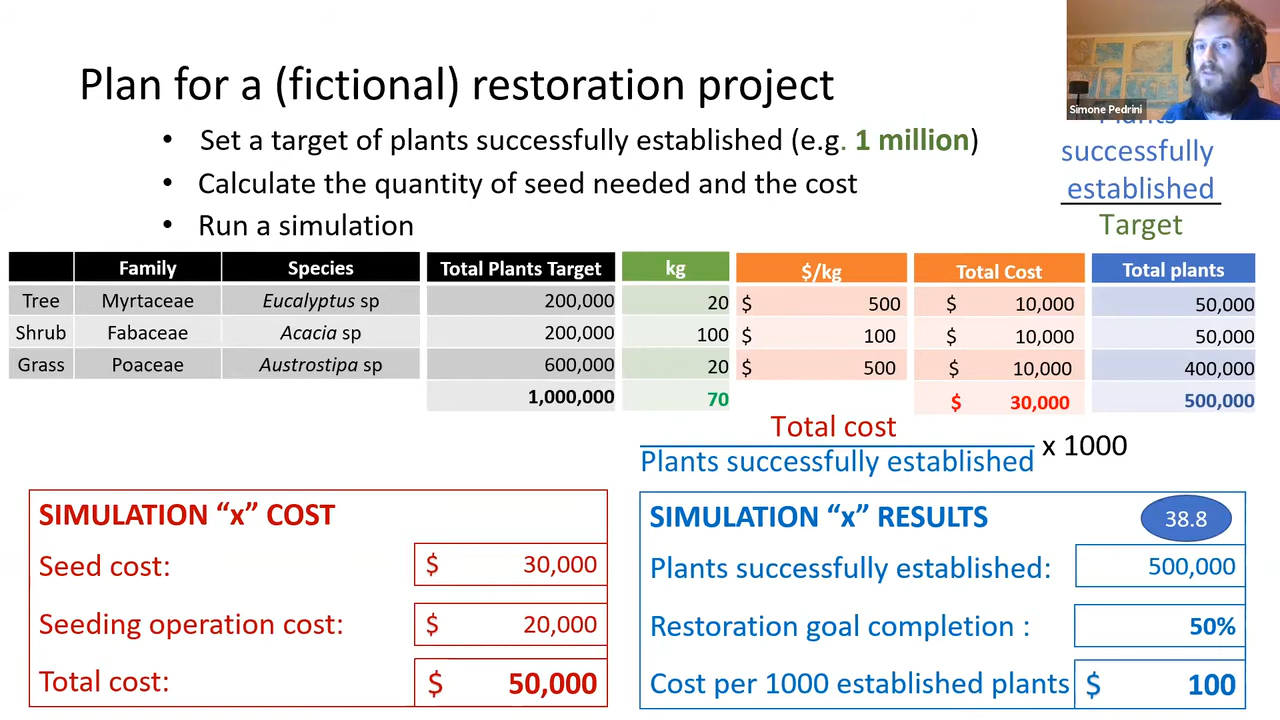 Plan for a (fictional) restoration project
Simone Pedrini
• Set a target of plants successfully established (e.g. 1 million)
• Calculate the quantity of seed needed and the cost
• Run a simulation
Plants
successfully
established
Target
Family Species Total Plants Target kg $/kg Total Cost Total plants
Tree Myrtaceae Eucalyptus sp 200,000 20 $ 500 $ 10,000 50,000
Shrub Fabaceae Acacia sp 200,000 100 $ 100 $ 10,000 50,000
Grass Poaceae Austrostipa sp 600,000 20 $ 500 $ 10,000 400,000
1,000,000 70 $ 30,000 500,000
Total cost
Plants successfully established x 1000
SIMULATION “x” COST
Seed cost: $ 30,000
Seeding operation cost: $ 20,000
Total cost: $ 50,000
SIMULATION “x” RESULTS 38.8
Plants successfully established: 500,000
Restoration goal completion : 50%
Cost per 1000 established plants $ 100